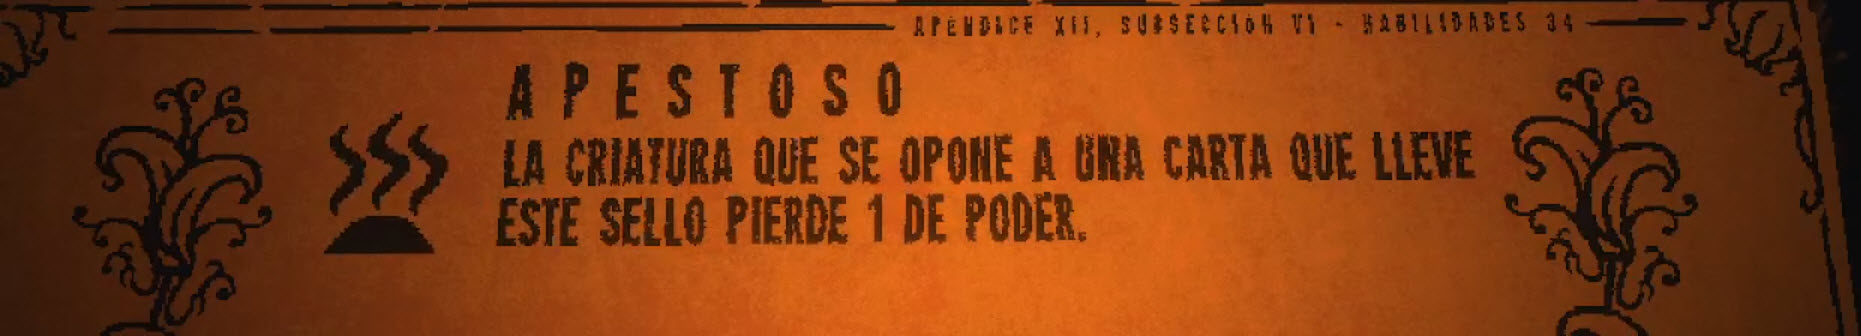 APÉNDICE XII, SUBSECCIÓN VI - HABILIDADES 34
APESTOSO
LA CRIATURA QUE SE OPONE A UNA CARTA QUE LLEVE
ESTE SELLO PIERDE 1 DE PODER.